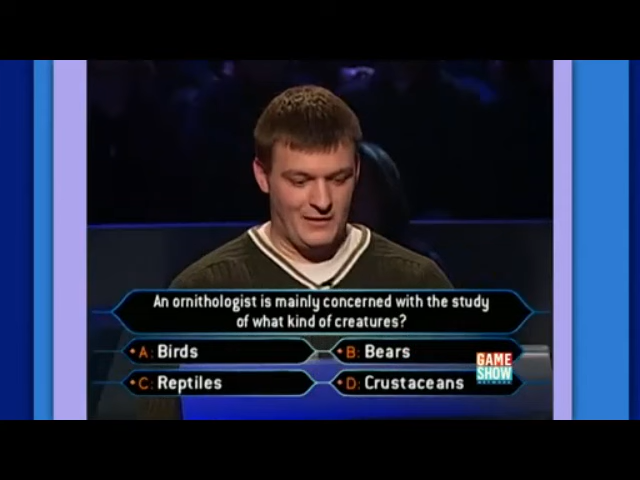 An ornithologist is mainly concerned with the study
of what kind of creatures?
A: Birds
B: Bears
C: Reptiles
D: Crustaceans
GAME
SHOW
NETWORK